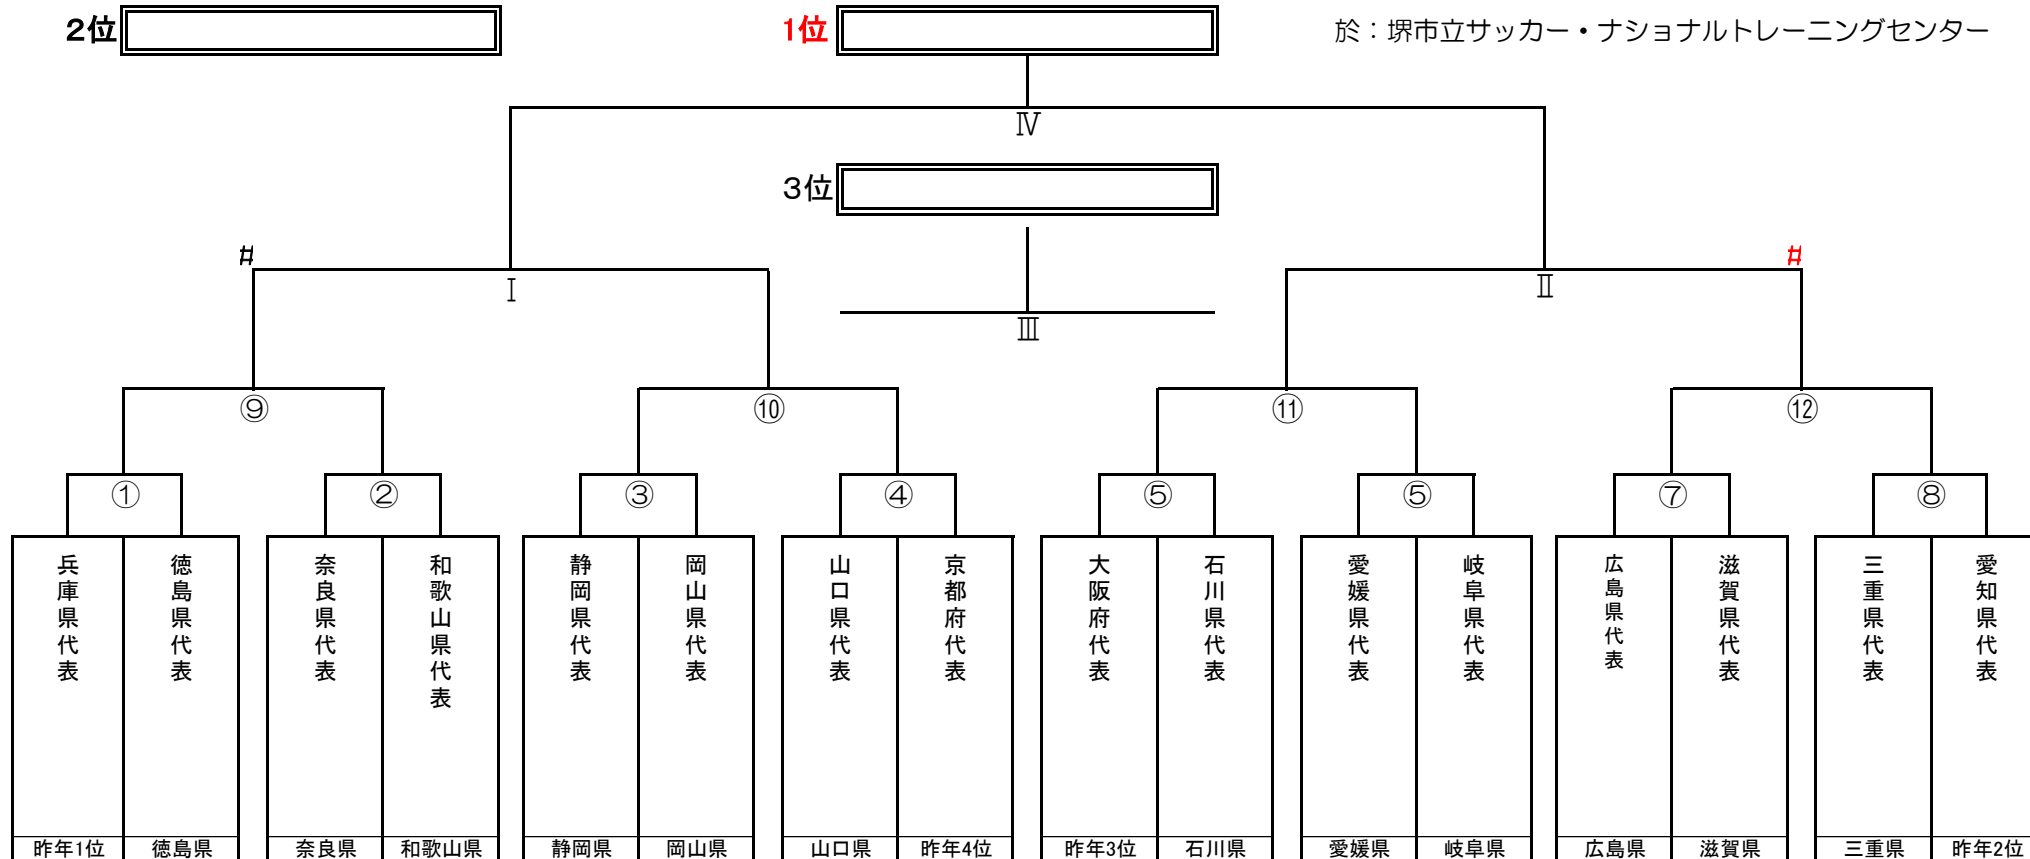 2位
1位
於：堺市立サッカー・ナショナルトレーニングセンター
Ⅳ
3位
#
#
Ⅰ
Ⅱ
Ⅲ
⑨
⑩
⑪
⑫
①
②
③
④
⑤
⑤
⑦
⑧
兵庫県代表
徳島県代表
奈良県代表
和歌山県代表
静岡県代表
岡山県代表
山口県代表
京都府代表
大阪府代表
石川県代表
愛媛県代表
岐阜県代表
広島県代表
滋賀県代表
三重県代表
愛知県代表
昨年1位
徳島県
奈良県
和歌山県
静岡県
岡山県
山口県
昨年4位
昨年3位
石川県
愛媛県
岐阜県
広島県
滋賀県
三重県
昨年2位